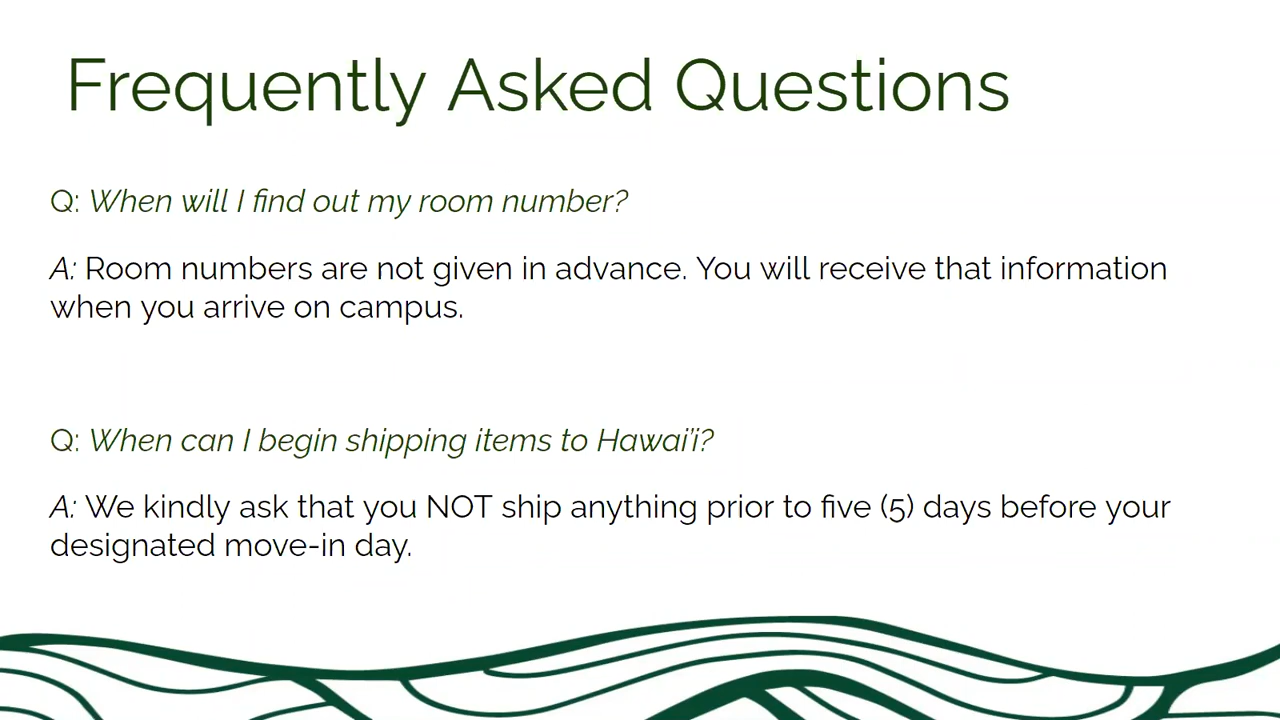 Frequently Asked Questions
Q: When will I find out my room number?
A: Room numbers are not given in advance. You will receive that information
when you arrive on campus.
Q: When can I begin shipping items to Hawai'i?
A: We kindly ask that you NOT ship anything prior to five (5) days before your
designated move-in day.